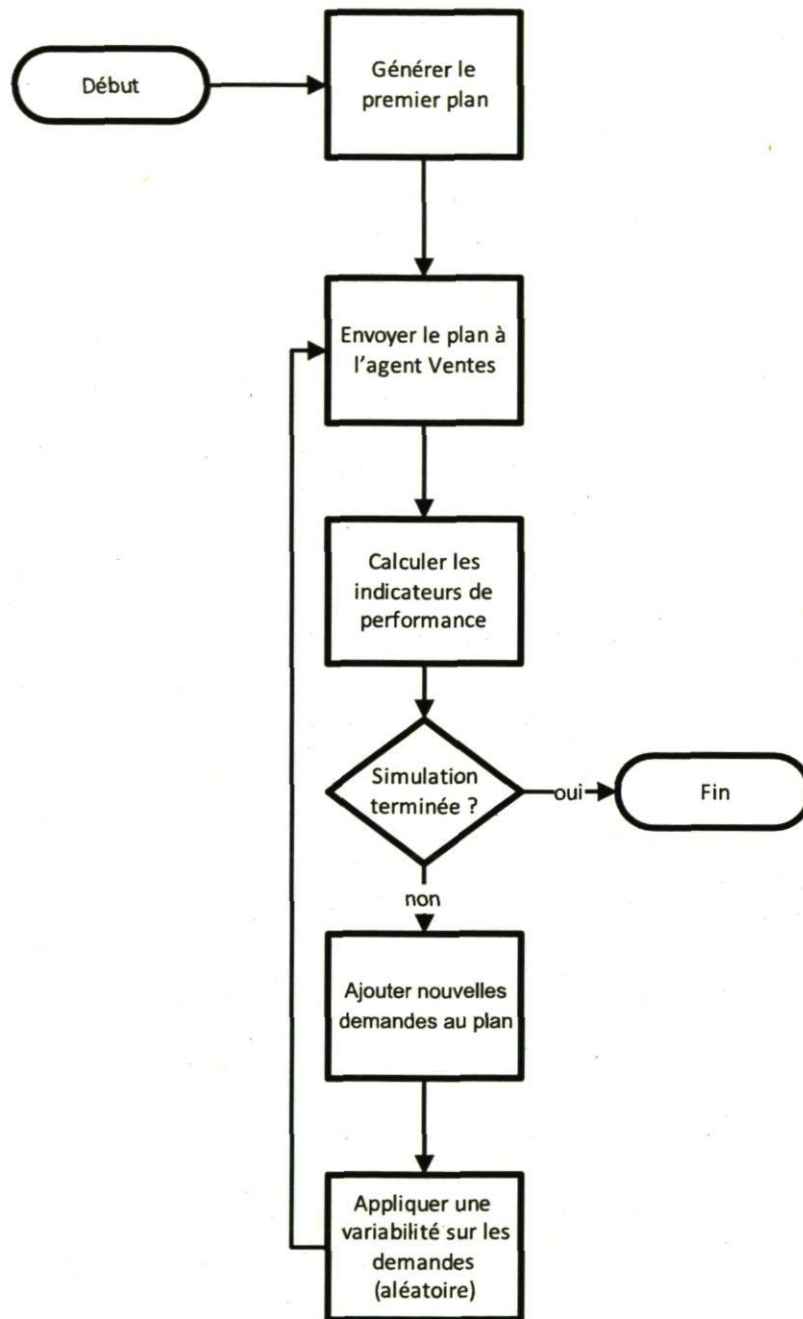 Début
Générer le
premier plan
Envoyer le plan à
l'agent Ventes
Calculer les
indicateurs de
performance
Simulation
terminée ?
oui
Fin
non
Ajouter nouvelles
demandes au plan
Appliquer une
variabilité sur les
demandes
(aléatoire)